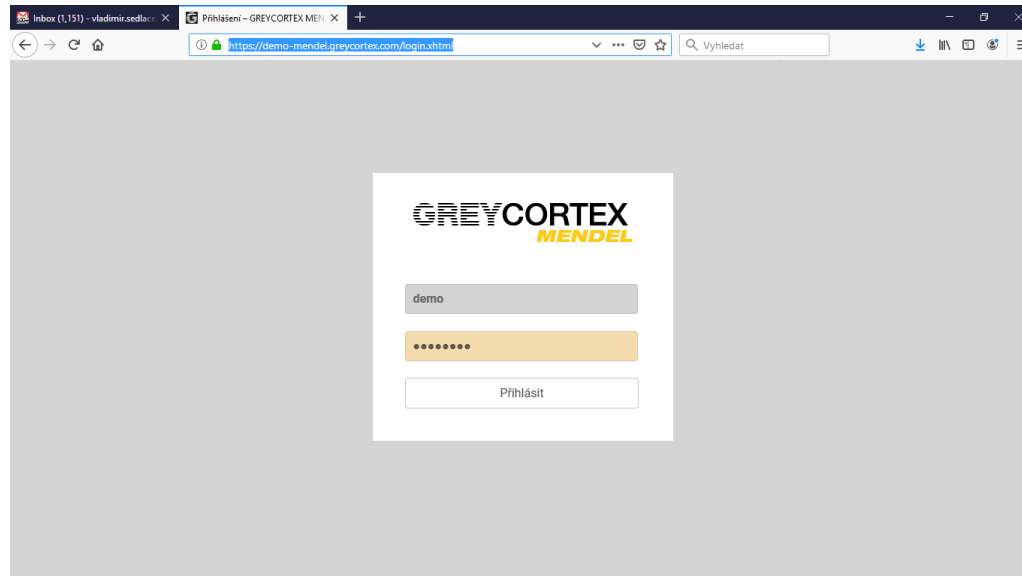 Inbox (1,151) - vladimir.sedlace
Přihlášení – GREYCORTEX MEN
https://demo-mendel.greycortex.com/login.xhtml
Vyhledat
GREYCORTEX
MENDEL
demo
Přihlásit